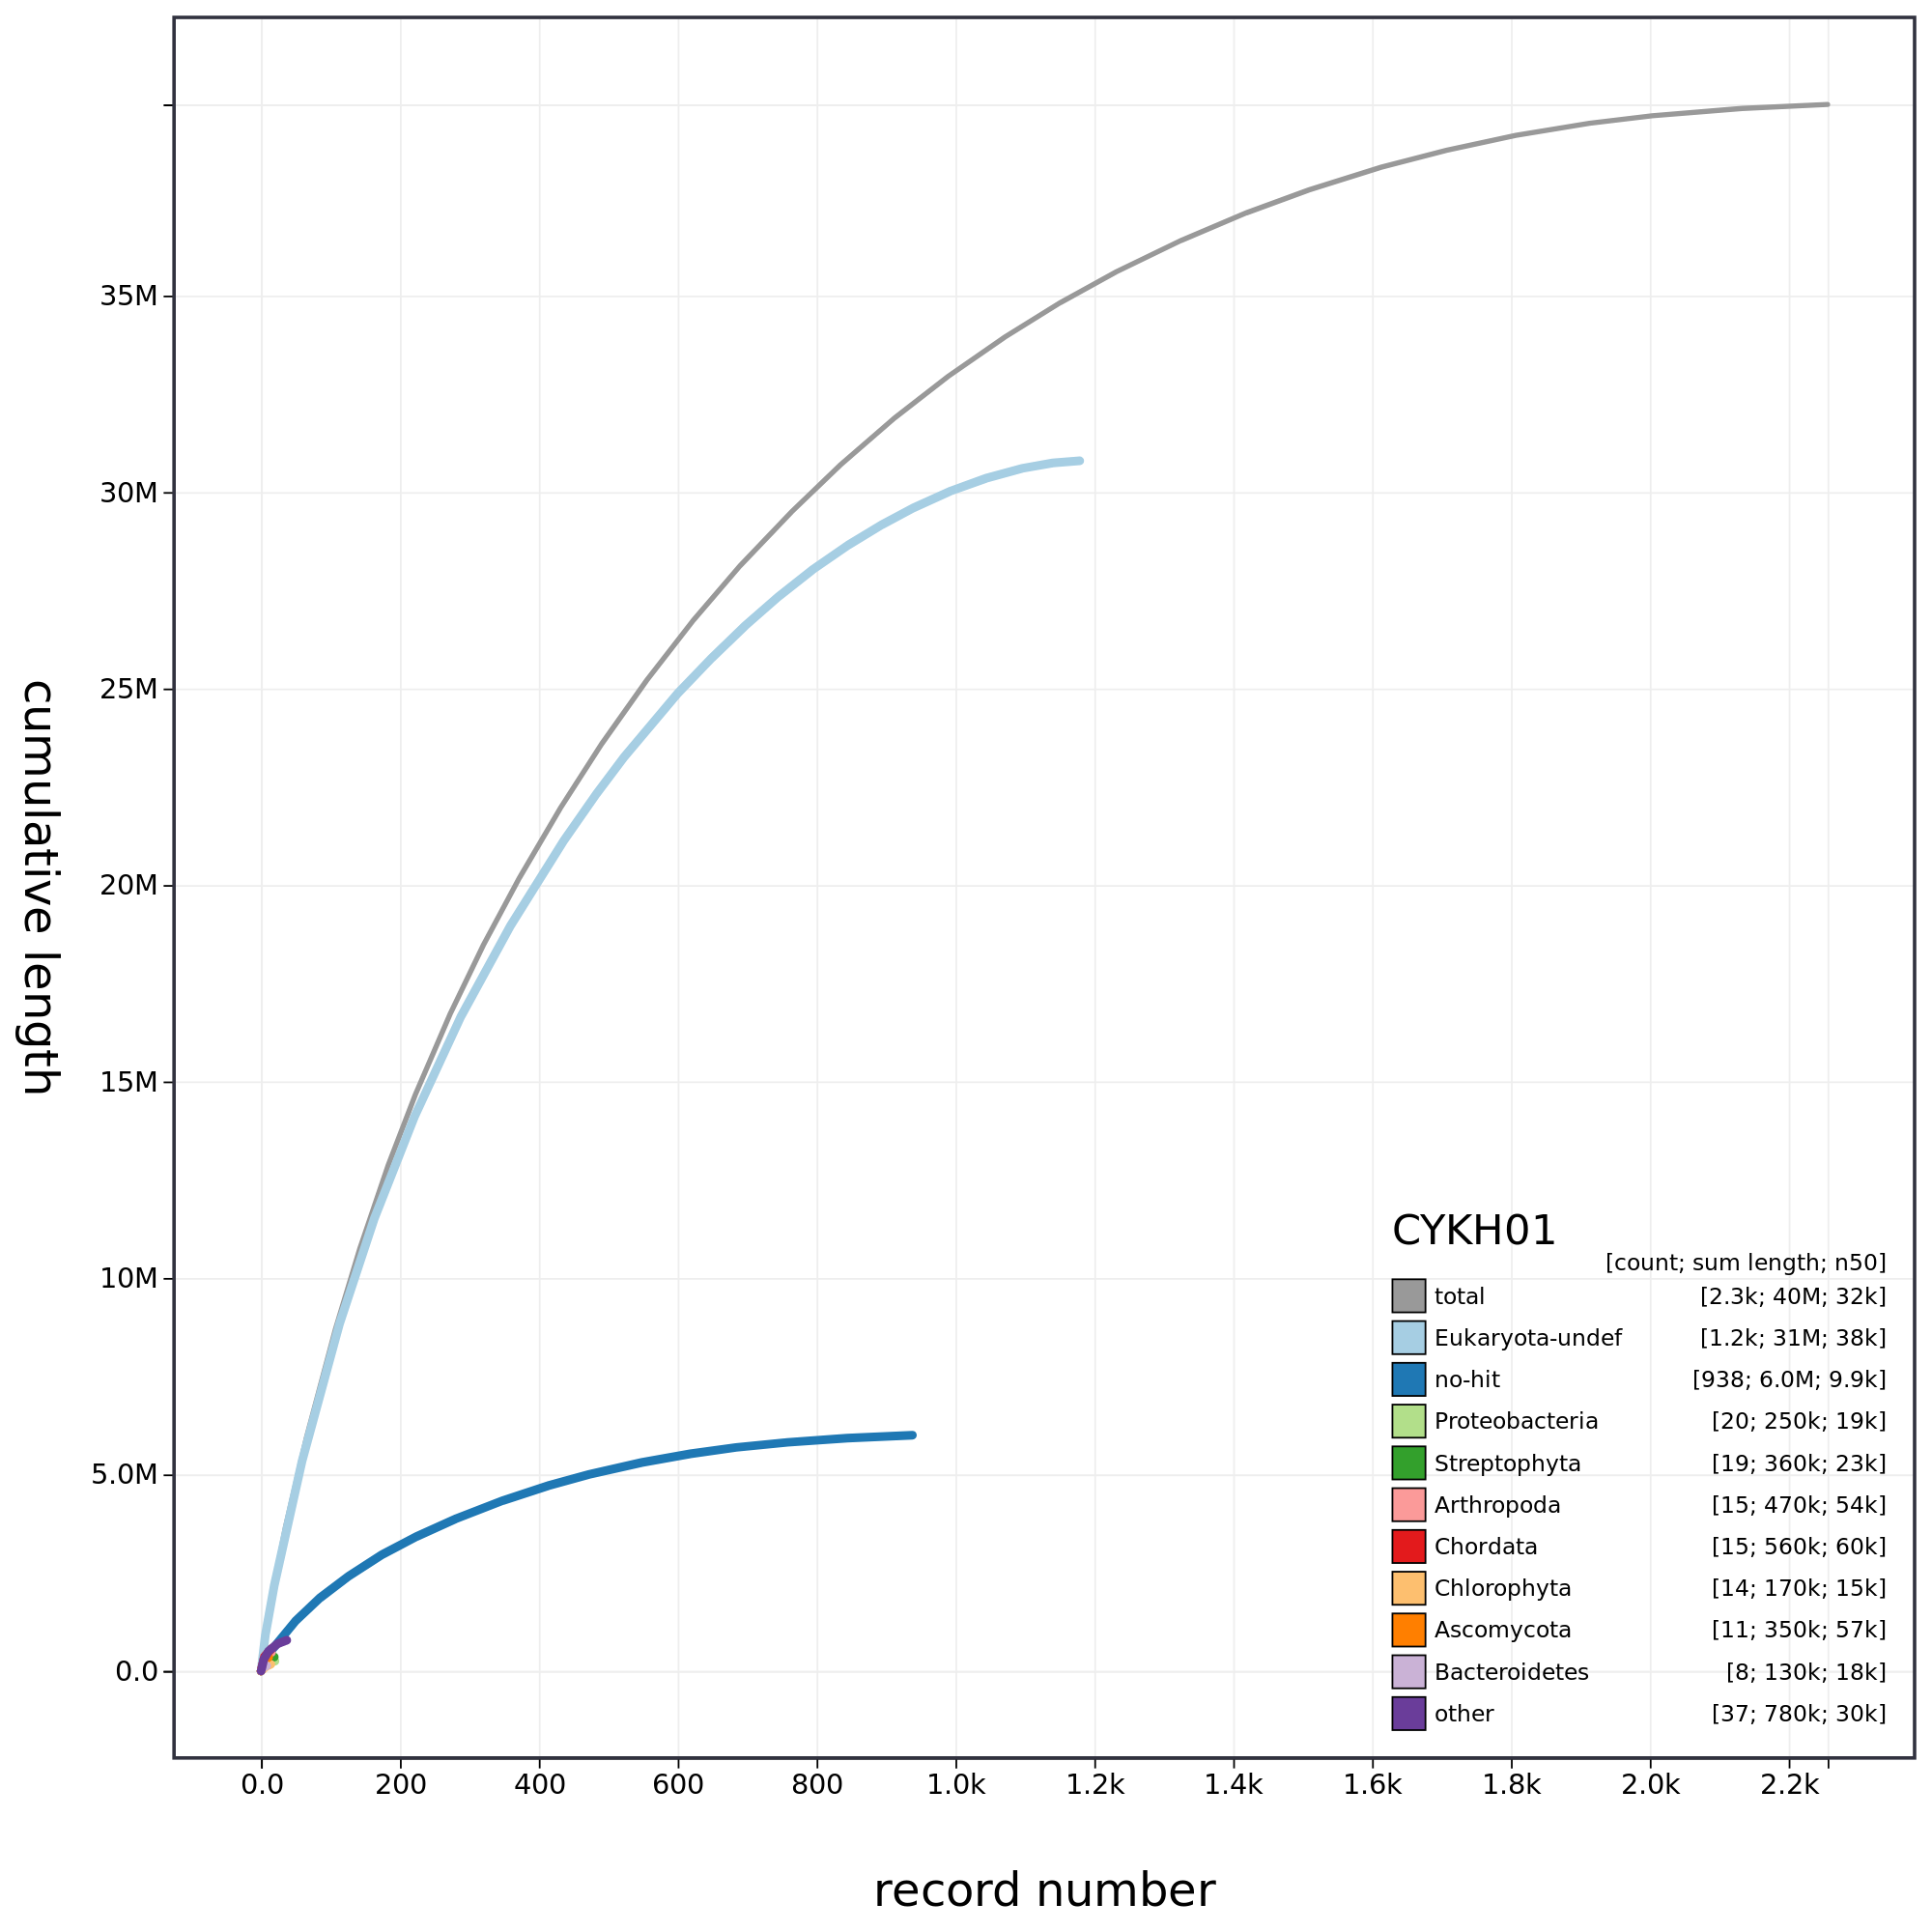 cumulative length
35M
30M
25M
20M
15M
10M
5.0M
0.0
CYKH01
[count; sum length; n50]
total [2.3k; 40M; 32k]
Eukaryota-undef [1.2k; 31M; 38k]
no-hit [938; 6.0M; 9.9k]
Proteobacteria [20; 250k; 19k]
Streptophyta [19; 360k; 23k]
Arthropoda [15; 470k; 54k]
Chordata [15; 560k; 60k]
Chlorophyta [14; 170k; 15k]
Ascomycota [11; 350k; 57k]
Bacteroidetes [8; 130k; 18k]
other [37; 780k; 30k]
0.0 200 400 600 800 1.0k 1.2k 1.4k 1.6k 1.8k 2.0k 2.2k
record number